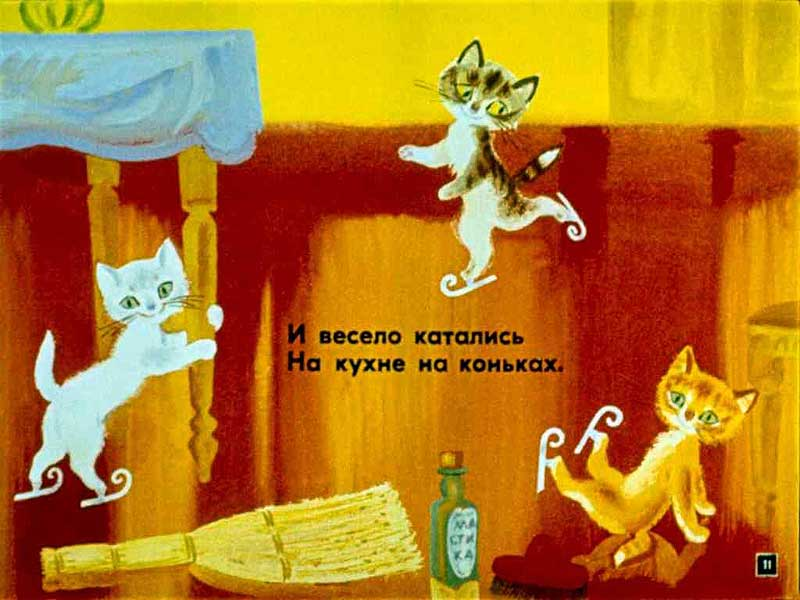 И весело катались
На кухне на коньках.
МА
СТИ
КА
11